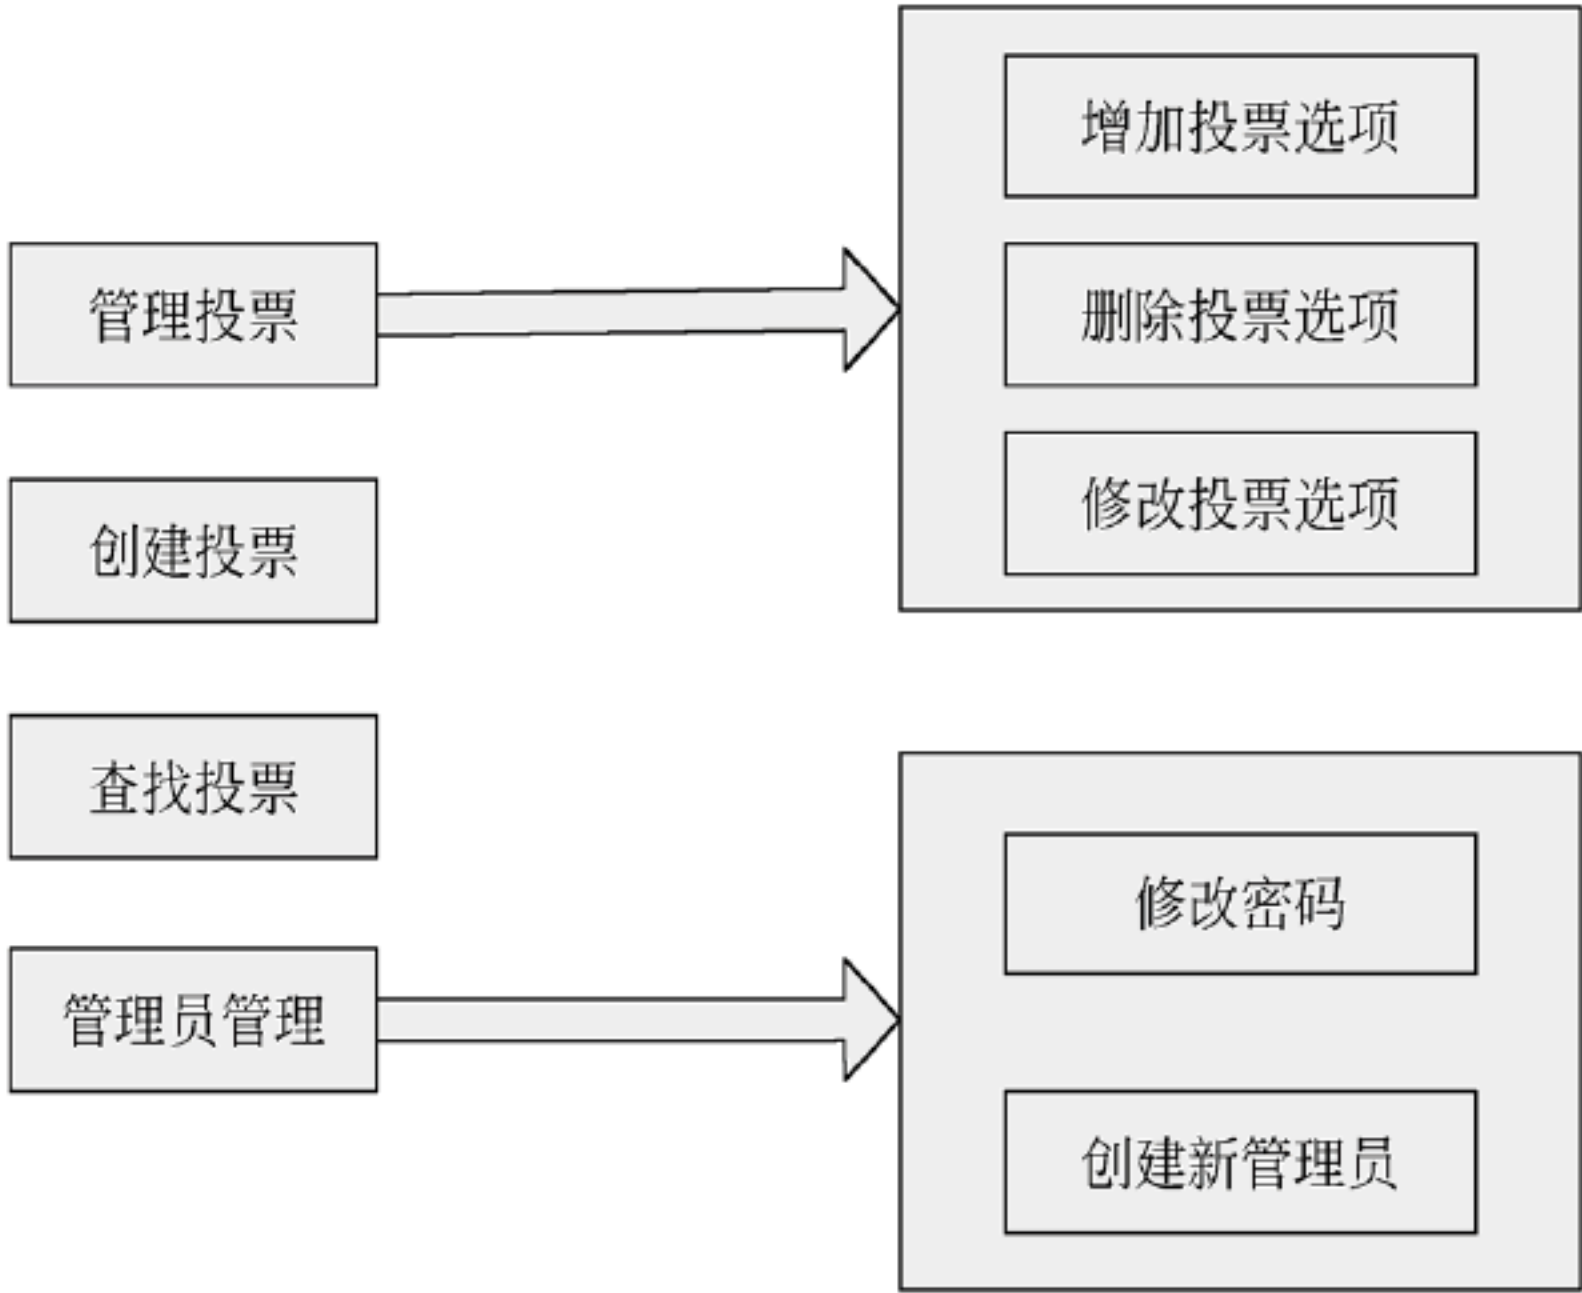 管理投票
创建投票
查找投票
管理员管理
增加投票选项
删除投票选项
修改投票选项
修改密码
创建新管理员